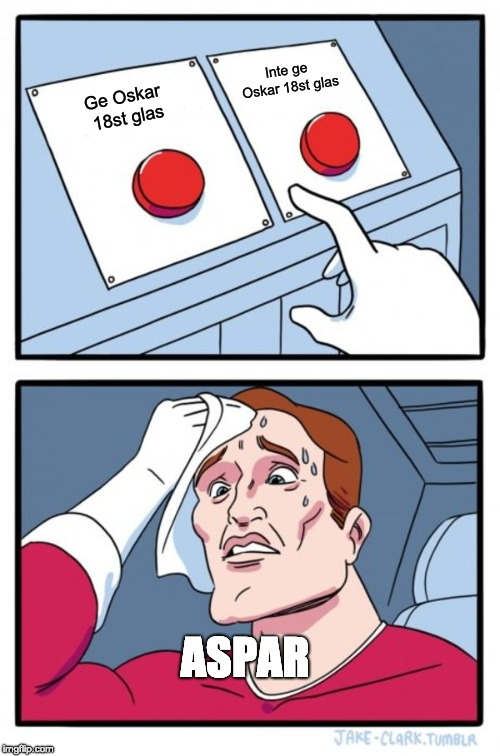 Ge Oskar
18st glas
Inte ge
Oskar 18st glas
ASPAR
JAKE-CLARK.TUMBLR
imgflip.com